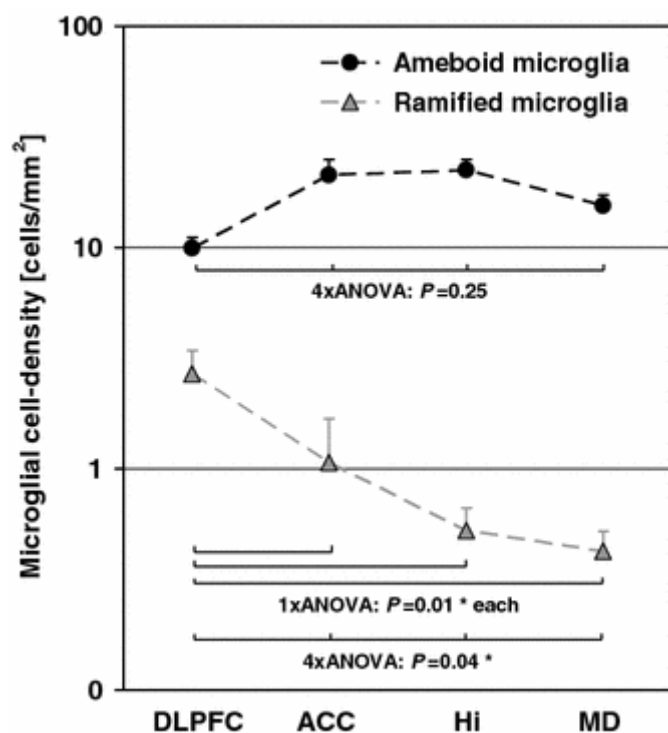 Microglial cell-density [cells/mm²]
100
10
1
0
Ameboid microglia
Ramified microglia
4xANOVA: P=0.25
1xANOVA: P=0.01 * each
4xANOVA: P=0.04 *
DLPFC ACC Hi MD